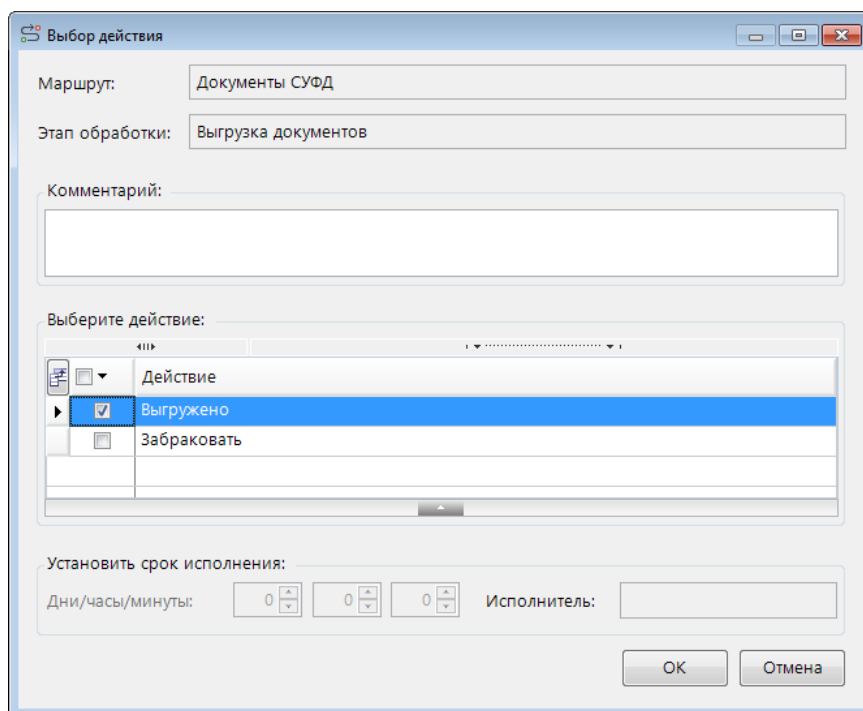 Выбор действия
Маршрут: Документы СУФД
Этап обработки: Выгрузка документов
Комментарий:
Выберите действие:
Действие
Выгружено
Забраковать
Установить срок исполнения:
Дни/часы/минуты: 0 0 0 Исполнитель:
OK Отмена